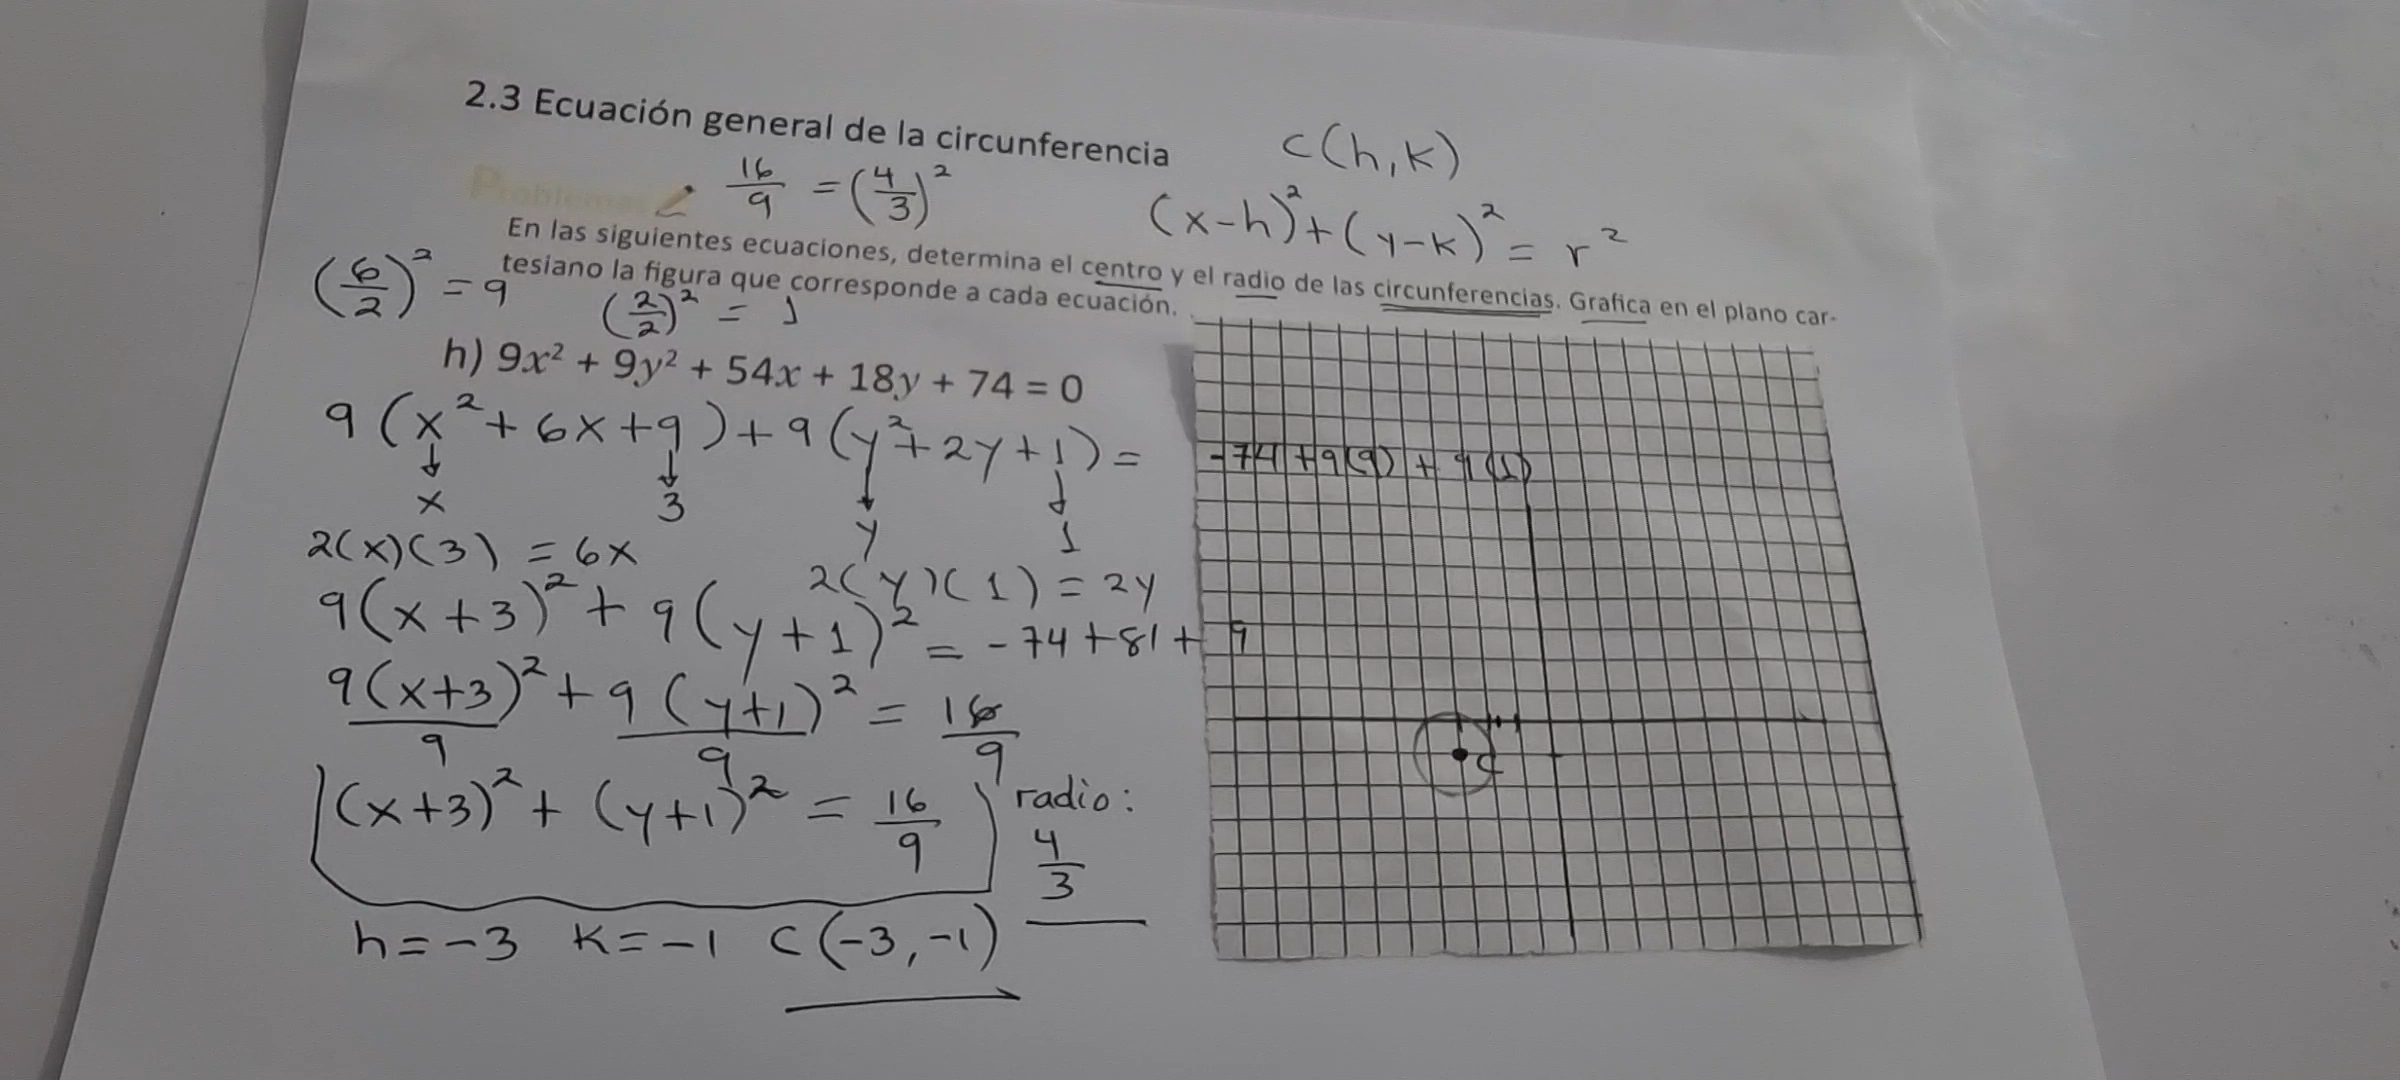 2.3 Ecuación general de la circunferencia
C(h,k)
Problemas
16/9 = (4/3)²
(x-h)² + (y-k)² = r²
En las siguientes ecuaciones, determina el centro y el radio de las circunferencias. Grafica en el plano car-
tesiano la figura que corresponde a cada ecuación.
(6/2)² = 9
(2/2)² = 1
h) 9x² + 9y² + 54x + 18y + 74 = 0
9(x² + 6x + 9) + 9(y² + 2y + 1) = -74 + 9(9) + 9(1)
x 3 y 1
2(x)(3) = 6x
2(y)(1) = 2y
9(x+3)² + 9(y+1)² = -74 + 81 + 9
9(x+3)²/9 + 9(y+1)²/9 = 16/9
(x+3)² + (y+1)² = 16/9
radio:
4/3
h = -3 k = -1 C(-3, -1)
C